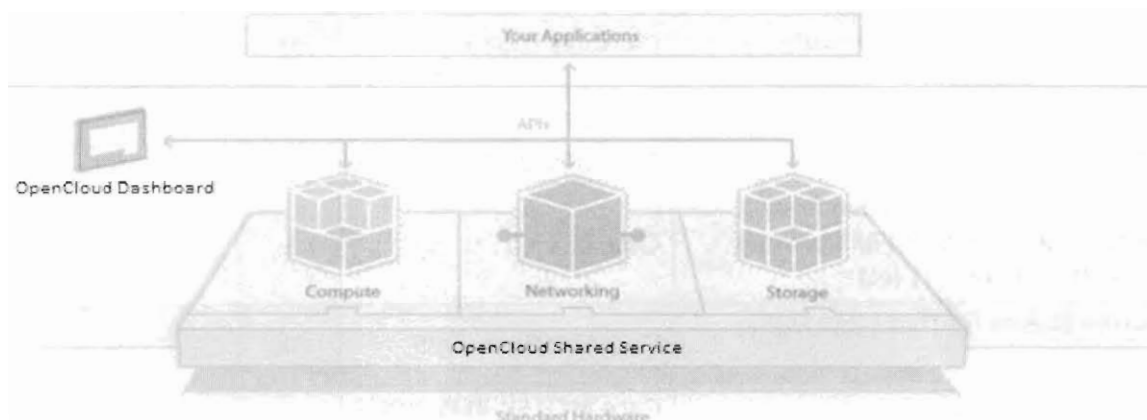 Your Applications
APIs
OpenCloud Dashboard
Compute
Networking
Storage
OpenCloud Shared Service
Standard Hardware